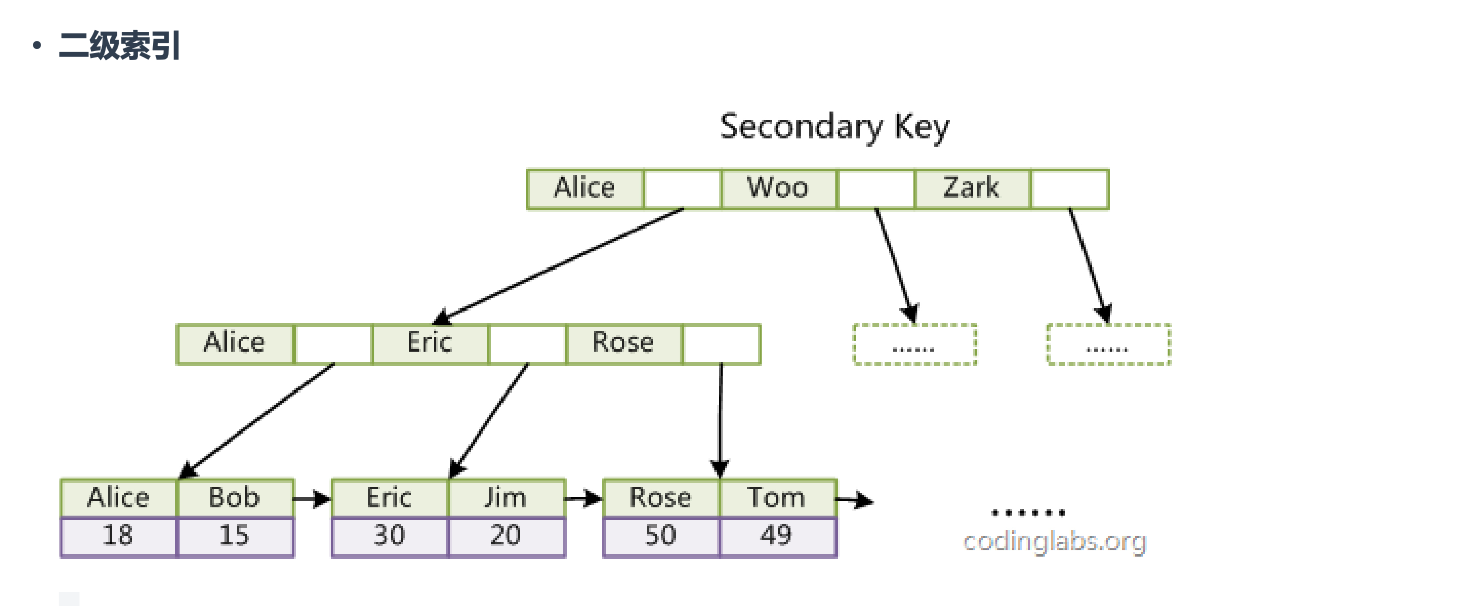 • 二级索引
Secondary Key
Alice Woo Zark
Alice Eric Rose ...... ......
Alice Bob Eric Jim Rose Tom
18 15 30 20 50 49 ......
codinglabs.org